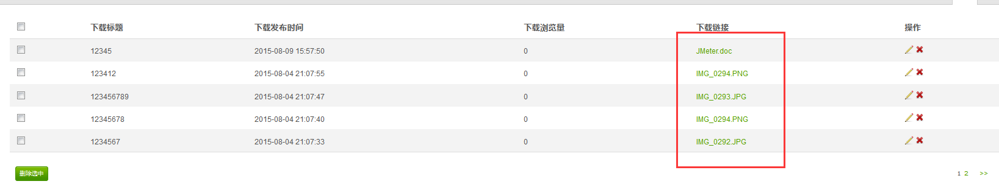 下载标题 下载发布时间 下载浏览量 下载链接 操作
12345 2015-08-09 15:57:50 0 JMeter.doc
123412 2015-08-04 21:07:55 0 IMG_0294.PNG
123456789 2015-08-04 21:07:47 0 IMG_0293.JPG
12345678 2015-08-04 21:07:40 0 IMG_0294.PNG
1234567 2015-08-04 21:07:33 0 IMG_0292.JPG
删除选中 1 2 >>